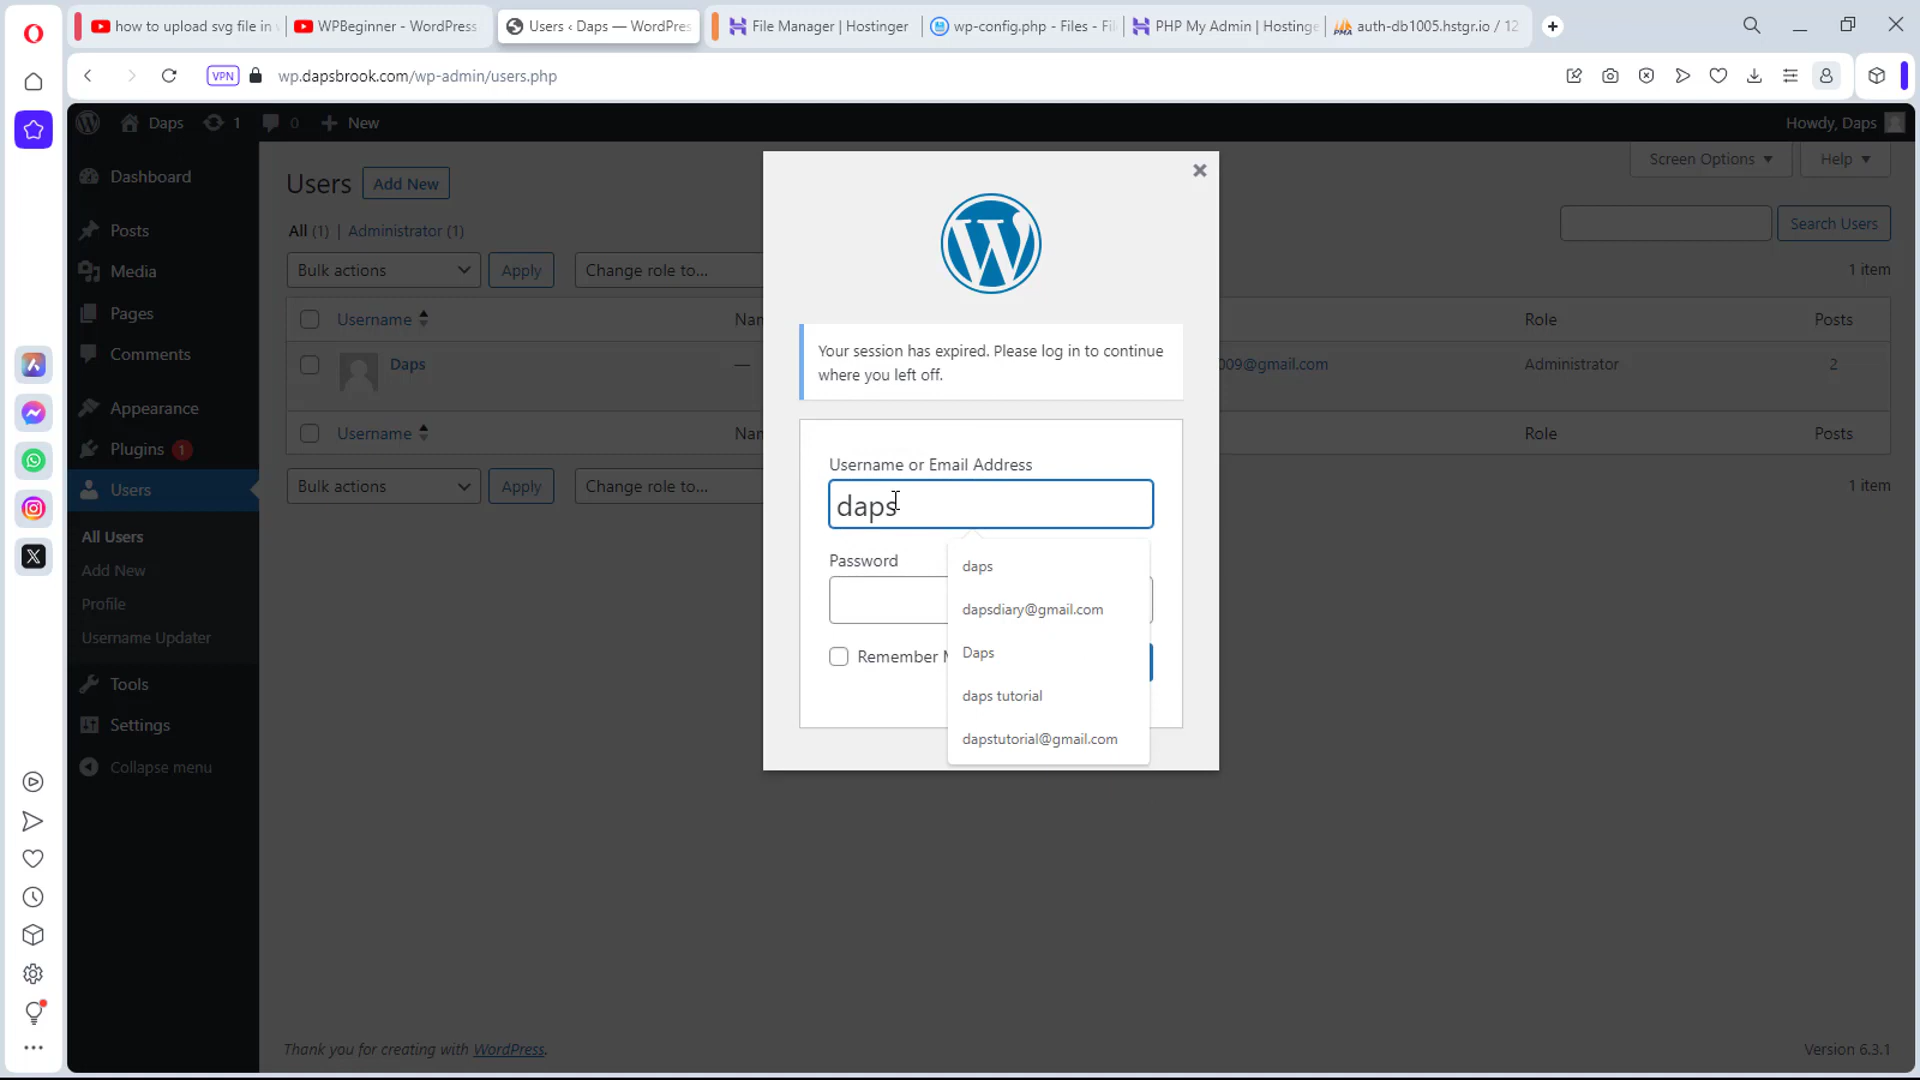 how to upload svg file in
WPBeginner - WordPress
Users ‹ Daps — WordPres
File Manager | Hostinger
wp-config.php - Files - Fil
PHP My Admin | Hostinge
auth-db1005.hstgr.io / 12
VPN
wp.dapsbrook.com/wp-admin/users.php
Daps
1
0
New
Howdy, Daps
Dashboard
Posts
Media
Pages
Comments
Appearance
Plugins 1
Users
All Users
Add New
Profile
Username Updater
Tools
Settings
Collapse menu
Users
Add New
Screen Options
Help
All (1) | Administrator (1)
Search Users
Bulk actions
Apply
Change role to...
1 item
Username
Nan
Role
Posts
Daps
—
009@gmail.com
Administrator
2
Username
Nan
Role
Posts
Bulk actions
Apply
Change role to...
1 item
Your session has expired. Please log in to continue
where you left off.
Username or Email Address
daps
Password
Remember M
daps
dapsdiary@gmail.com
Daps
daps tutorial
dapstutorial@gmail.com
Thank you for creating with WordPress.
Version 6.3.1